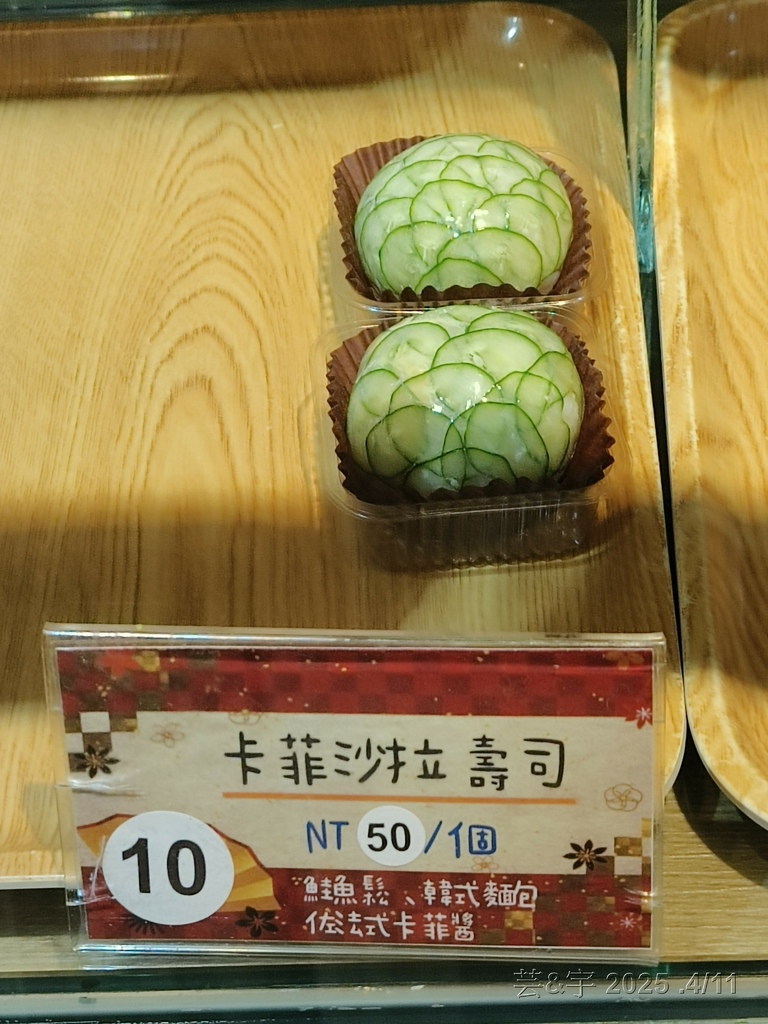 卡菲沙拉壽司
10
NT 50/個
鮭魚鬆、韓式麵包
佐法式卡菲醬
芸&宇 2025 .4/11